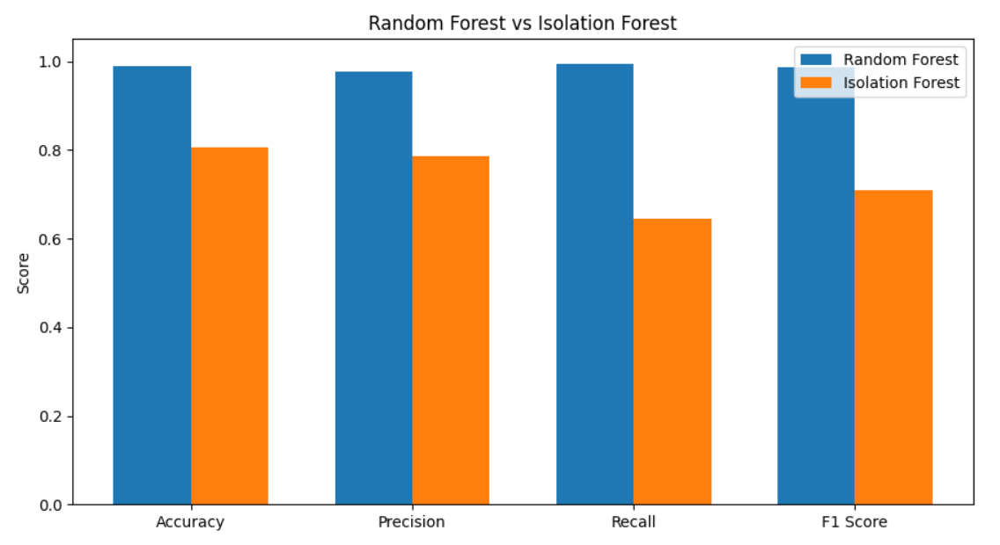 Random Forest vs Isolation Forest
Random Forest
Isolation Forest
Score
1.0
0.8
0.6
0.4
0.2
0.0
Accuracy
Precision
Recall
F1 Score